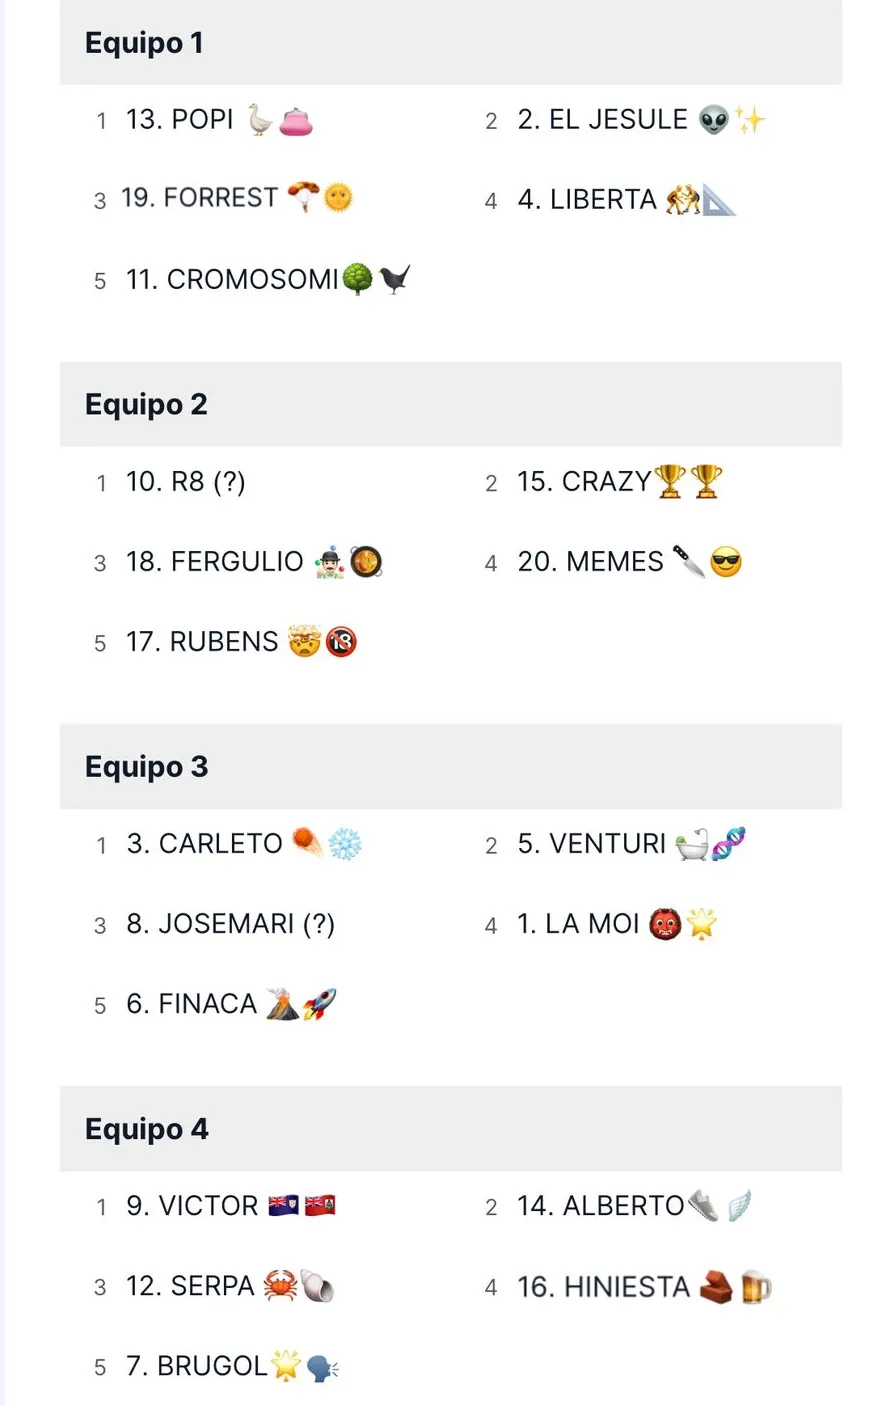 Equipo 1
1 13. POPI 🦢👛 2 2. EL JESULE 👽✨
3 19. FORREST 🪂🌞 4 4. LIBERTA 🤼📐
5 11. CROMOSOMI🌳🐦‍⬛
Equipo 2
1 10. R8 (?) 2 15. CRAZY🏆🏆
3 18. FERGULIO 🤹🏻‍♂️🥘 4 20. MEMES 🔪😎
5 17. RUBENS 🤯🔞
Equipo 3
1 3. CARLETO ☄️❄️ 2 5. VENTURI 🛁🧬
3 8. JOSEMARI (?) 4 1. LA MOI 👹🌟
5 6. FINACA 🌋🚀
Equipo 4
1 9. VICTOR 🇦🇮🇧🇲 2 14. ALBERTO👟🪽
3 12. SERPA 🦀🐚 4 16. HINIESTA 🧱🍺
5 7. BRUGOL🌟🗣️